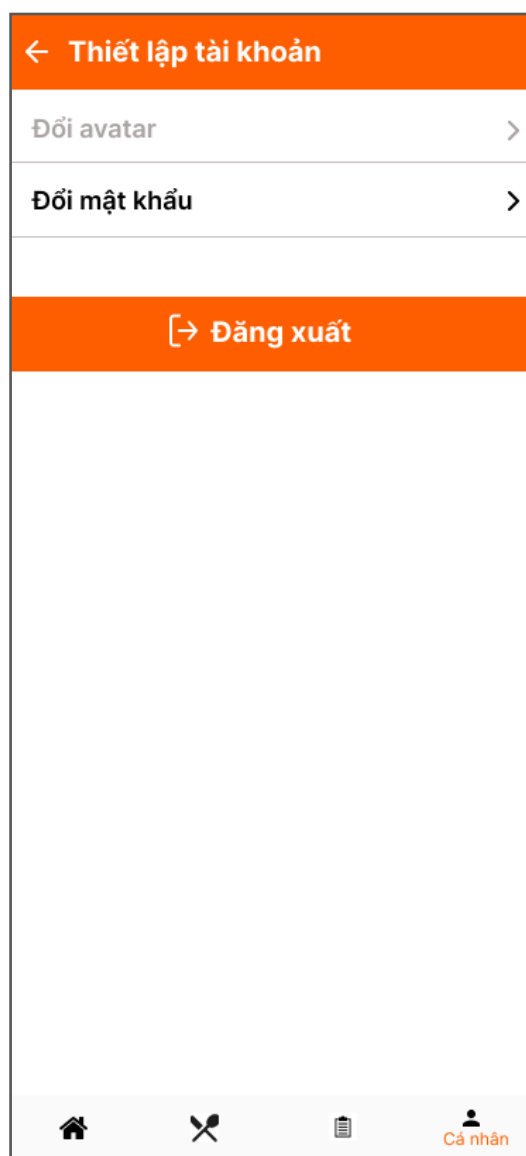 Thiết lập tài khoản
Đổi avatar
Đổi mật khẩu
Đăng xuất
Cá nhân